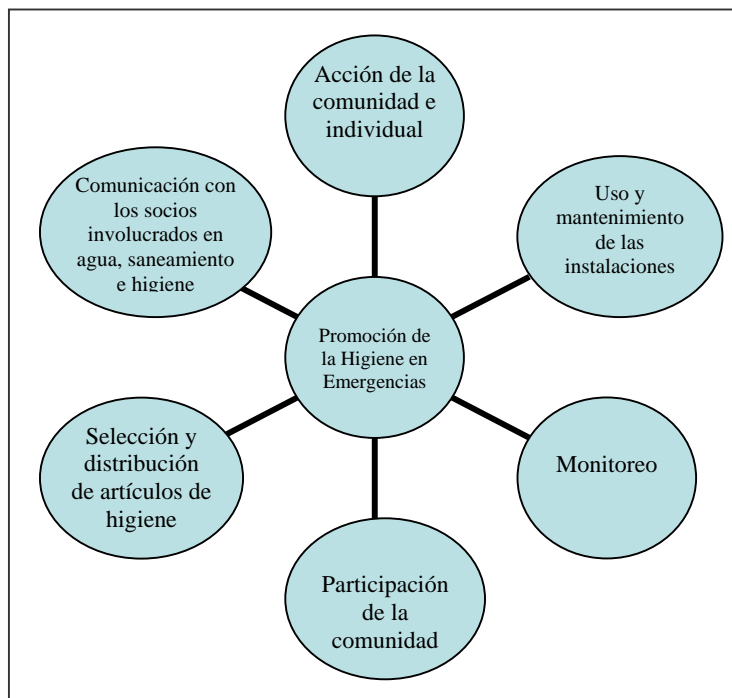 Acción de la
comunidad e
individual
Comunicación con
los socios
involucrados en
agua, saneamiento
e higiene
Uso y
mantenimiento
de las
instalaciones
Promoción de
la Higiene en
Emergencias
Selección y
distribución
de artículos de
higiene
Monitoreo
Participación
de la
comunidad